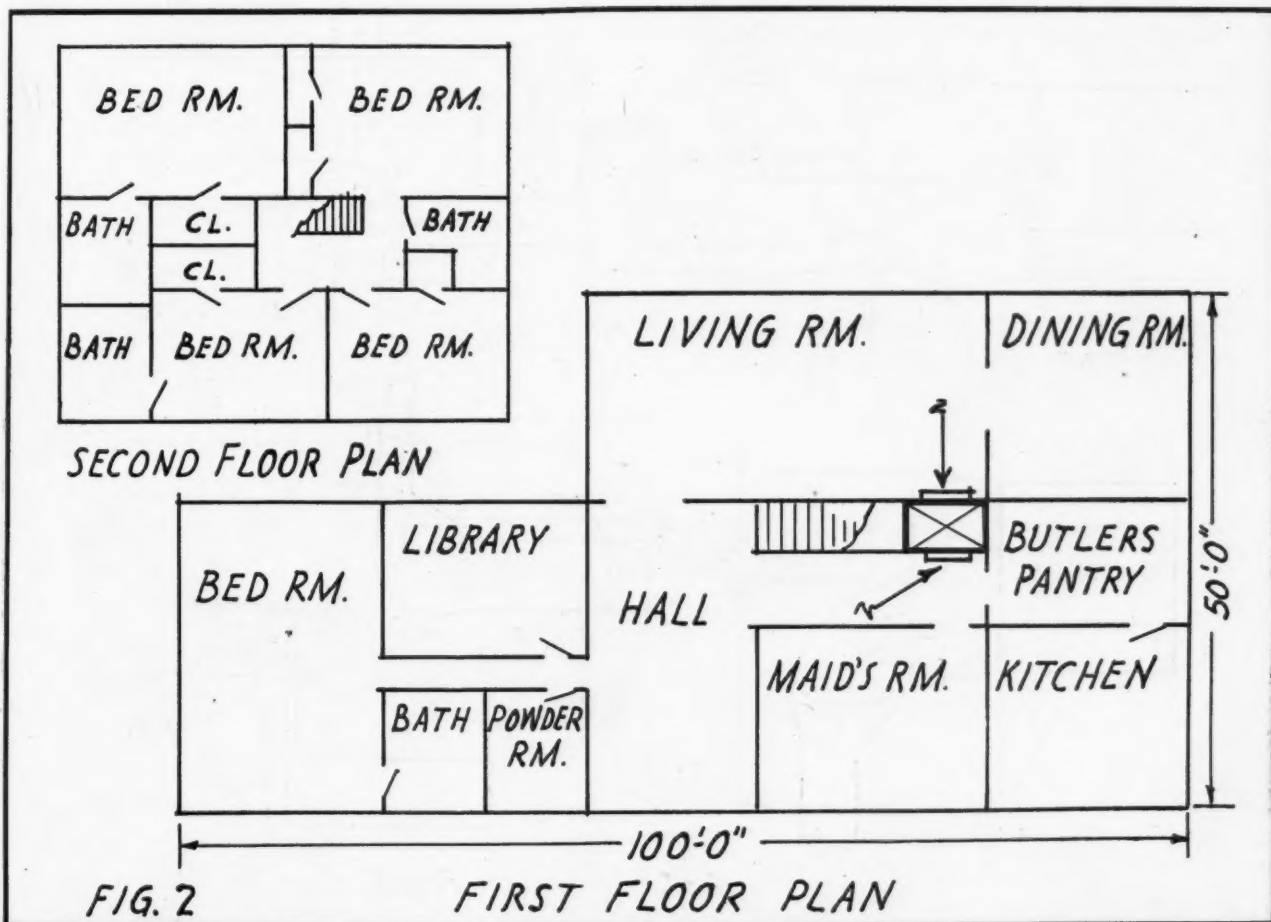 BED RM.
BED RM.
BATH
CL.
BATH
CL.
BATH
BED RM.
BED RM.
SECOND FLOOR PLAN
LIVING RM.
DINING RM.
LIBRARY
BED RM.
HALL
BUTLERS
PANTRY
50'-0"
MAID'S RM.
KITCHEN
BATH
POWDER
RM.
100'-0"
FIG. 2
FIRST FLOOR PLAN